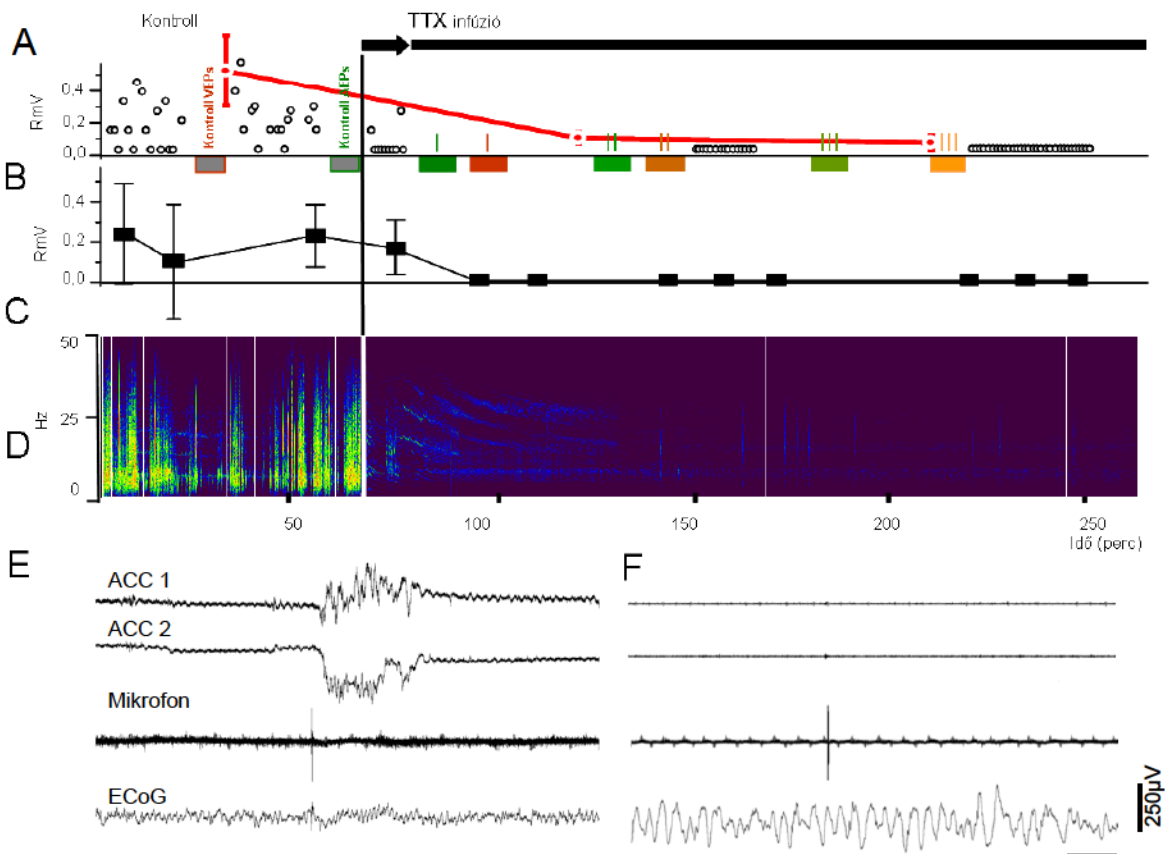 Kontroll
TTX infúzió
A
RmV
0,4
0,2
0,0
Kontroll VEPs
Kontroll AEPs
I
I
II
II
III
III
B
RmV
0,4
0,2
0,0
C
50
25
0
Hz
D
50
100
150
200
250
Idő (perc)
E
F
ACC 1
ACC 2
Mikrofon
ECoG
250µV